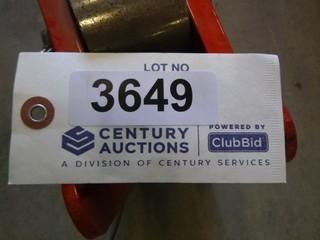 LOT NO
3649
CENTURY AUCTIONS
POWERED BY
ClubBid
A DIVISION OF CENTURY SERVICES